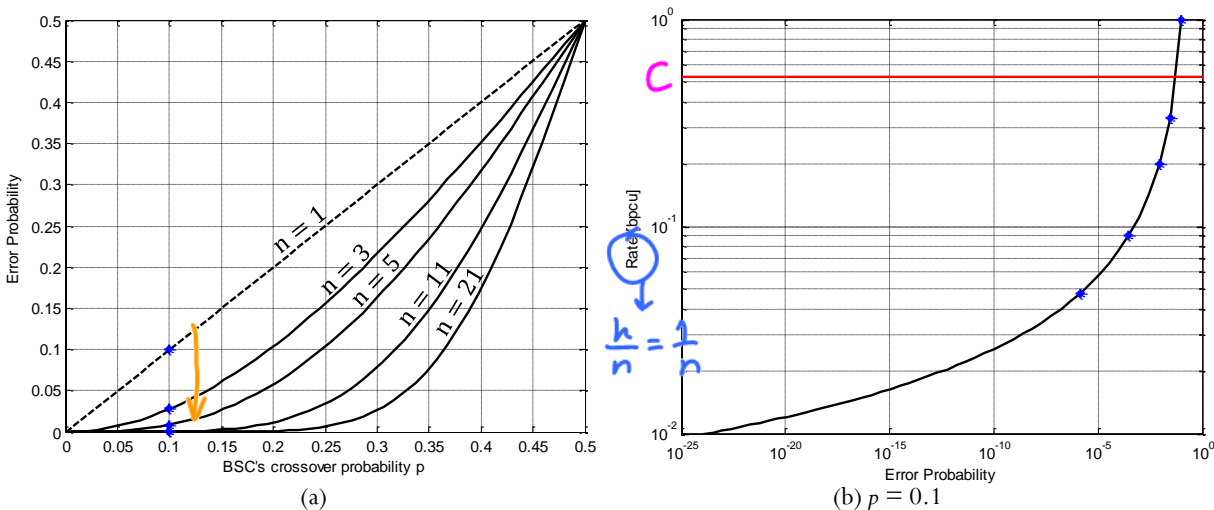 0.5
0.45
0.4
0.35
0.3
0.25
0.2
0.15
0.1
0.05
0
Error Probability
n = 1
n = 3
n = 5
n = 11
n = 21
0 0.05 0.1 0.15 0.2 0.25 0.3 0.35 0.4 0.45 0.5
BSC's crossover probability p
(a)
10^0
C
10^-1
Rate [bpcu]
k/n = 1/n
10^-2
10^-25 10^-20 10^-15 10^-10 10^-5 10^0
Error Probability
(b) p = 0.1